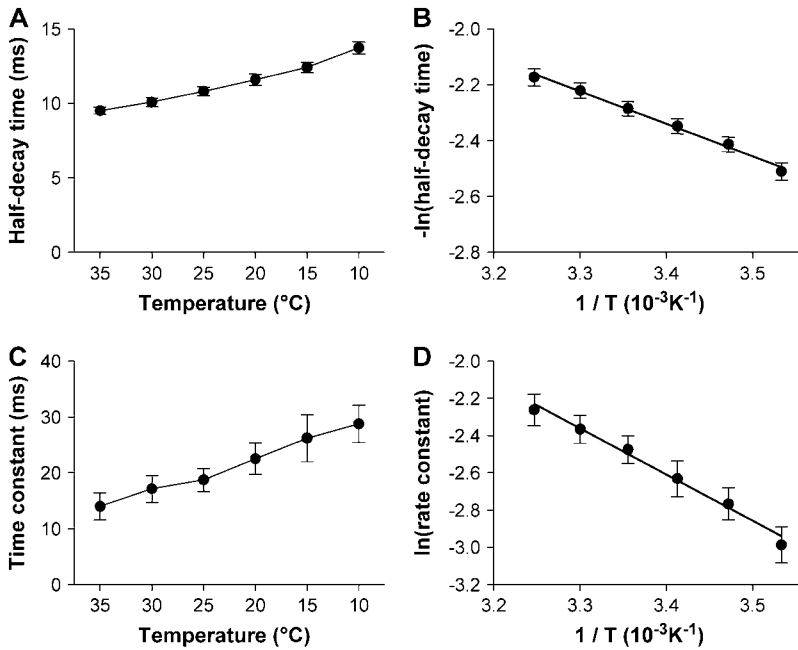 A
Half-decay time (ms)
15
10
5
0
35 30 25 20 15 10
Temperature (°C)
B
-ln(half-decay time)
-2.0
-2.2
-2.4
-2.6
-2.8
3.2 3.3 3.4 3.5
1 / T (10⁻³K⁻¹)
C
Time constant (ms)
40
30
20
10
0
35 30 25 20 15 10
Temperature (°C)
D
ln(rate constant)
-2.0
-2.2
-2.4
-2.6
-2.8
-3.0
-3.2
3.2 3.3 3.4 3.5
1 / T (10⁻³K⁻¹)